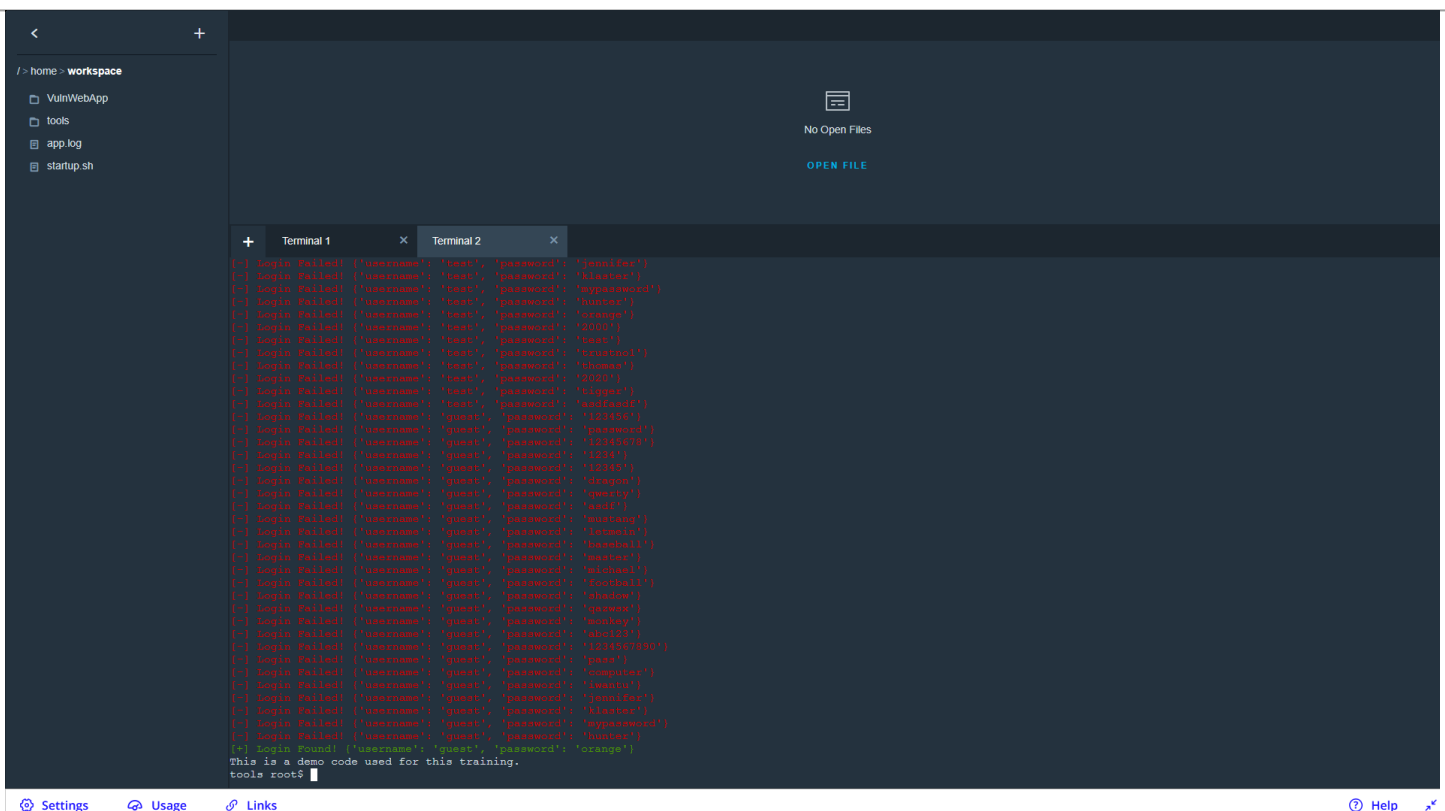 / > home > workspace
VulnWebApp
tools
app.log
startup.sh
No Open Files
OPEN FILE
Terminal 1
Terminal 2
[-] Login Failed! {'username': 'test', 'password': 'jennifer'}
[-] Login Failed! {'username': 'test', 'password': 'klaster'}
[-] Login Failed! {'username': 'test', 'password': 'mypassword'}
[-] Login Failed! {'username': 'test', 'password': 'hunter'}
[-] Login Failed! {'username': 'test', 'password': 'orange'}
[-] Login Failed! {'username': 'test', 'password': '2000'}
[-] Login Failed! {'username': 'test', 'password': 'test'}
[-] Login Failed! {'username': 'test', 'password': 'trustno1'}
[-] Login Failed! {'username': 'test', 'password': 'thomas'}
[-] Login Failed! {'username': 'test', 'password': '2020'}
[-] Login Failed! {'username': 'test', 'password': 'tigger'}
[-] Login Failed! {'username': 'test', 'password': 'asdfasdf'}
[-] Login Failed! {'username': 'guest', 'password': '123456'}
[-] Login Failed! {'username': 'guest', 'password': 'password'}
[-] Login Failed! {'username': 'guest', 'password': '12345678'}
[-] Login Failed! {'username': 'guest', 'password': '1234'}
[-] Login Failed! {'username': 'guest', 'password': '12345'}
[-] Login Failed! {'username': 'guest', 'password': 'dragon'}
[-] Login Failed! {'username': 'guest', 'password': 'qwerty'}
[-] Login Failed! {'username': 'guest', 'password': 'asdf'}
[-] Login Failed! {'username': 'guest', 'password': 'mustang'}
[-] Login Failed! {'username': 'guest', 'password': 'letmein'}
[-] Login Failed! {'username': 'guest', 'password': 'baseball'}
[-] Login Failed! {'username': 'guest', 'password': 'master'}
[-] Login Failed! {'username': 'guest', 'password': 'michael'}
[-] Login Failed! {'username': 'guest', 'password': 'football'}
[-] Login Failed! {'username': 'guest', 'password': 'shadow'}
[-] Login Failed! {'username': 'guest', 'password': 'qazwsx'}
[-] Login Failed! {'username': 'guest', 'password': 'monkey'}
[-] Login Failed! {'username': 'guest', 'password': 'abc123'}
[-] Login Failed! {'username': 'guest', 'password': '1234567890'}
[-] Login Failed! {'username': 'guest', 'password': 'pass'}
[-] Login Failed! {'username': 'guest', 'password': 'computer'}
[-] Login Failed! {'username': 'guest', 'password': 'iwantu'}
[-] Login Failed! {'username': 'guest', 'password': 'jennifer'}
[-] Login Failed! {'username': 'guest', 'password': 'klaster'}
[-] Login Failed! {'username': 'guest', 'password': 'mypassword'}
[-] Login Failed! {'username': 'guest', 'password': 'hunter'}
[+] Login Found! {'username': 'guest', 'password': 'orange'}
This is a demo code used for this training.
tools root$
Settings
Usage
Links
Help